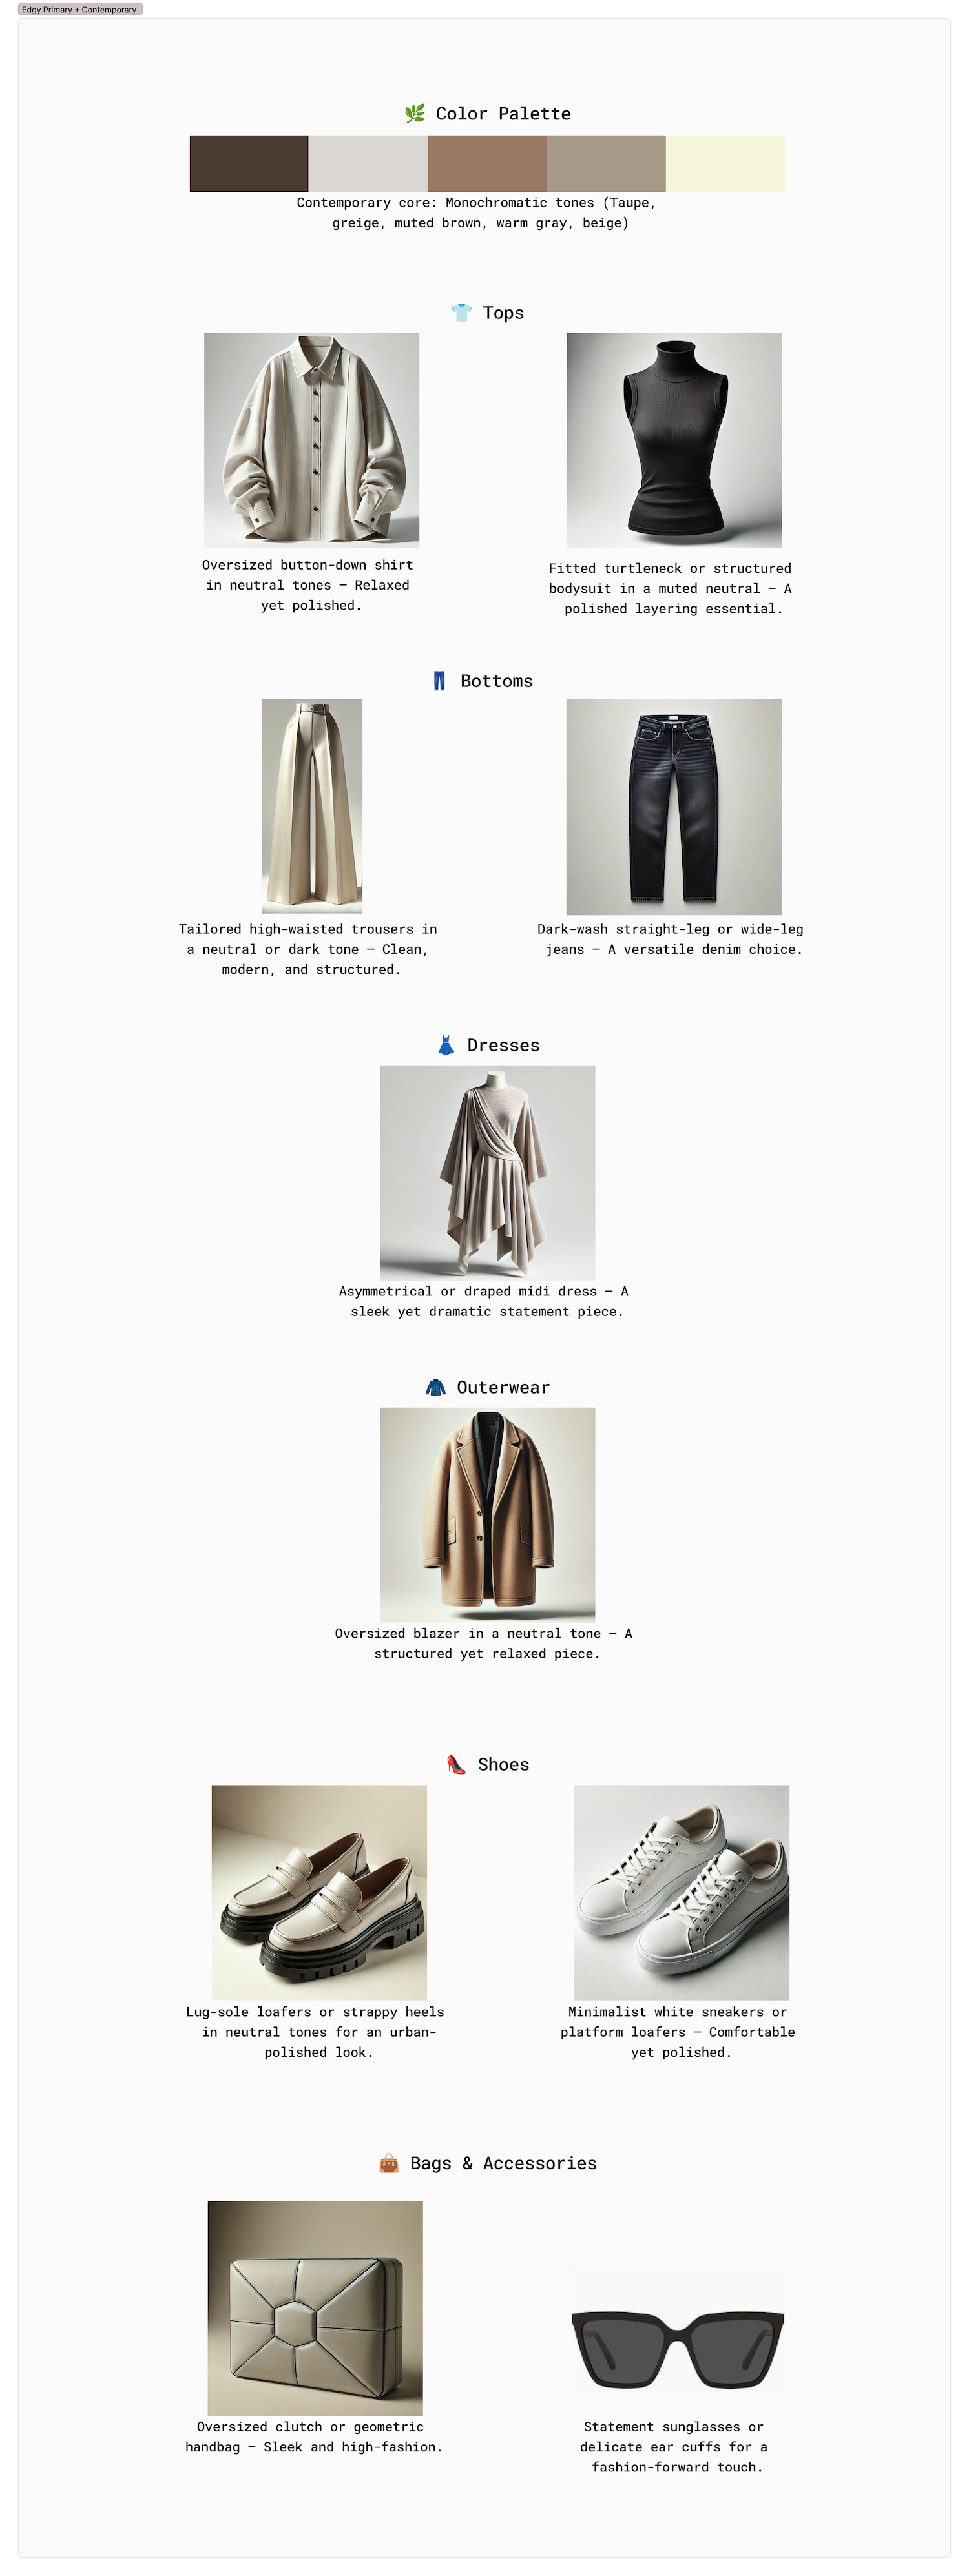 Edgy Primary + Contemporary
🌿 Color Palette
Contemporary core: Monochromatic tones (Taupe,
greige, muted brown, warm gray, beige)
👕 Tops
Oversized button-down shirt
in neutral tones – Relaxed
yet polished.
Fitted turtleneck or structured
bodysuit in a muted neutral – A
polished layering essential.
👖 Bottoms
Tailored high-waisted trousers in
a neutral or dark tone – Clean,
modern, and structured.
Dark-wash straight-leg or wide-leg
jeans – A versatile denim choice.
👗 Dresses
Asymmetrical or draped midi dress – A
sleek yet dramatic statement piece.
🧥 Outerwear
Oversized blazer in a neutral tone – A
structured yet relaxed piece.
👠 Shoes
Lug-sole loafers or strappy heels
in neutral tones for an urban-
polished look.
Minimalist white sneakers or
platform loafers – Comfortable
yet polished.
👜 Bags & Accessories
Oversized clutch or geometric
handbag – Sleek and high-fashion.
Statement sunglasses or
delicate ear cuffs for a
fashion-forward touch.